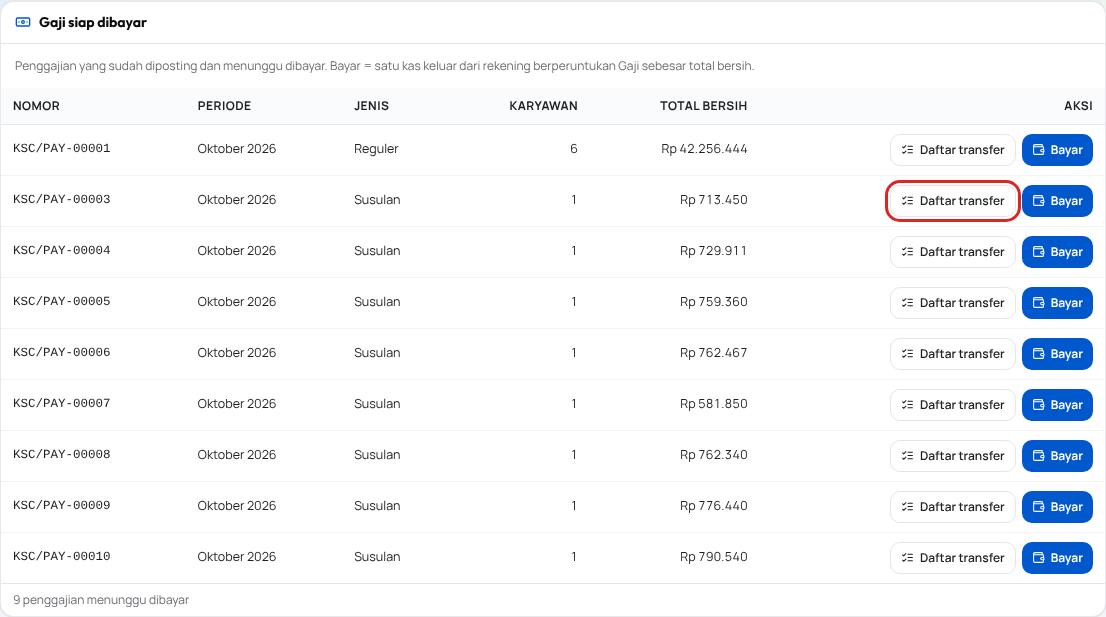 Gaji siap dibayar
Penggajian yang sudah diposting dan menunggu dibayar. Bayar = satu kas keluar dari rekening berperuntukan Gaji sebesar total bersih.
NOMOR PERIODE JENIS KARYAWAN TOTAL BERSIH AKSI
KSC/PAY-00001 Oktober 2026 Reguler 6 Rp 42.256.444 Daftar transfer Bayar
KSC/PAY-00003 Oktober 2026 Susulan 1 Rp 713.450 Daftar transfer Bayar
KSC/PAY-00004 Oktober 2026 Susulan 1 Rp 729.911 Daftar transfer Bayar
KSC/PAY-00005 Oktober 2026 Susulan 1 Rp 759.360 Daftar transfer Bayar
KSC/PAY-00006 Oktober 2026 Susulan 1 Rp 762.467 Daftar transfer Bayar
KSC/PAY-00007 Oktober 2026 Susulan 1 Rp 581.850 Daftar transfer Bayar
KSC/PAY-00008 Oktober 2026 Susulan 1 Rp 762.340 Daftar transfer Bayar
KSC/PAY-00009 Oktober 2026 Susulan 1 Rp 776.440 Daftar transfer Bayar
KSC/PAY-00010 Oktober 2026 Susulan 1 Rp 790.540 Daftar transfer Bayar
9 penggajian menunggu dibayar